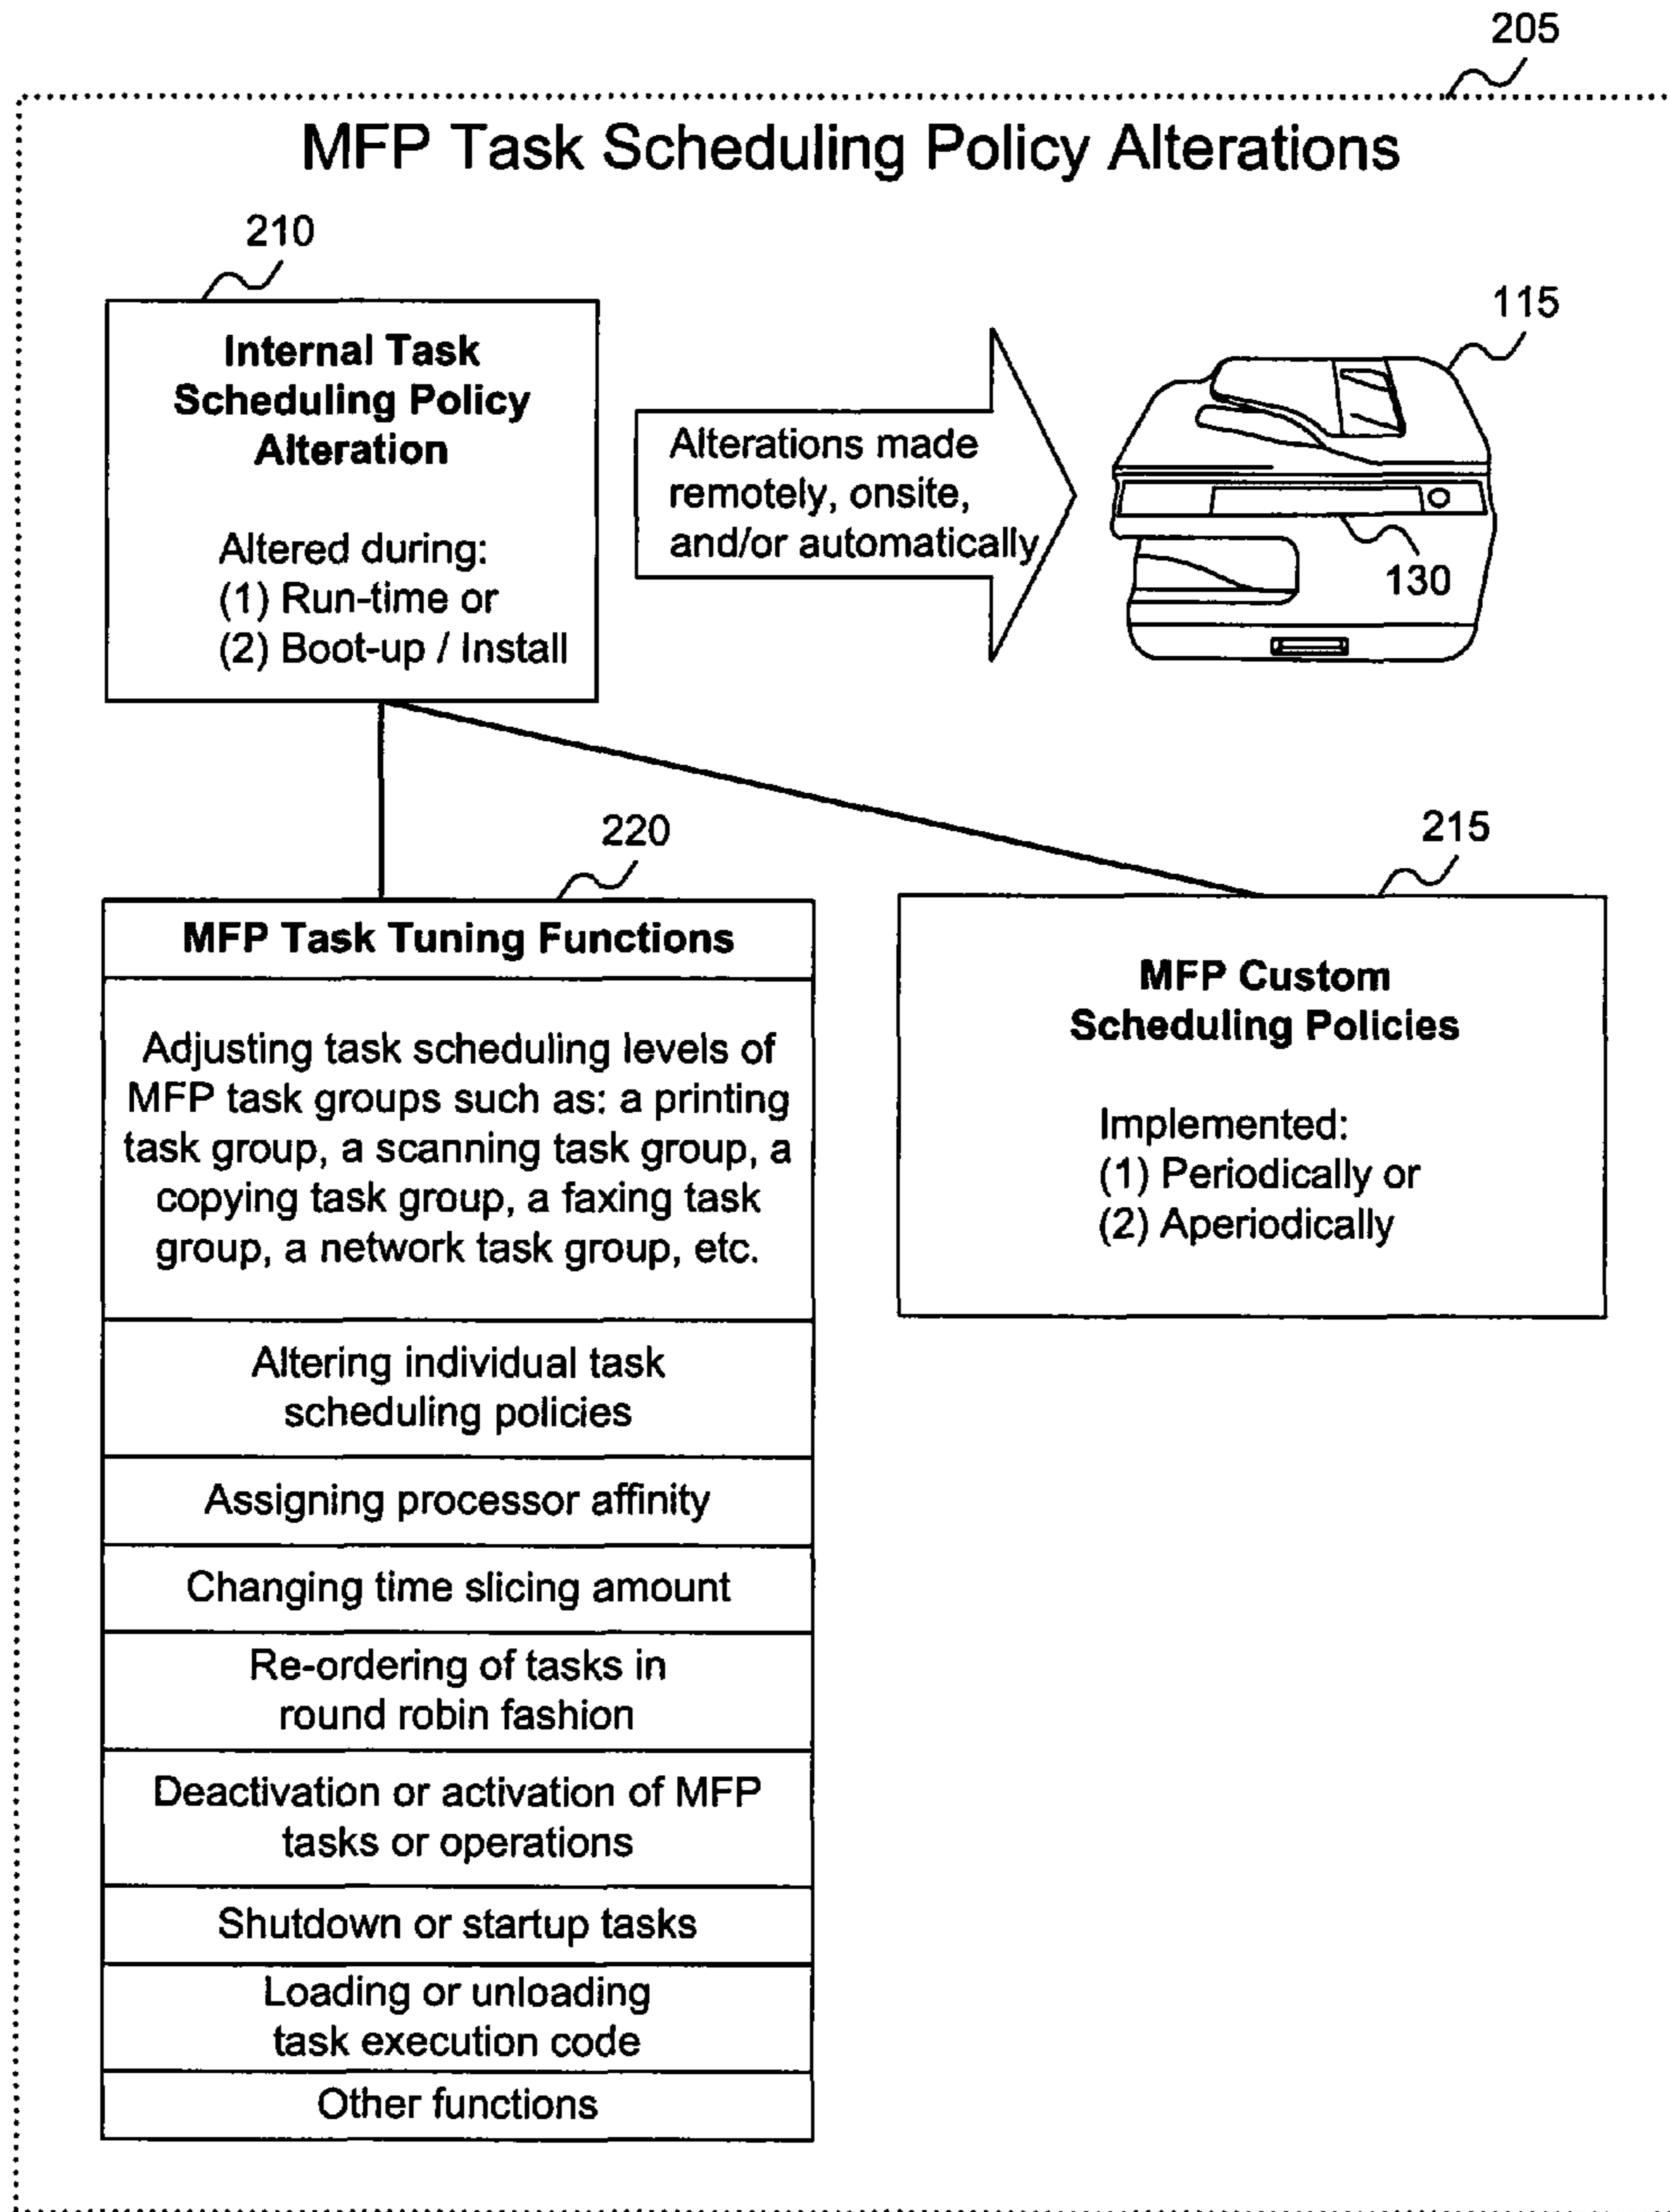 205
MFP Task Scheduling Policy Alterations
210
Internal Task
Scheduling Policy
Alteration
Altered during:
(1) Run-time or
(2) Boot-up / Install
Alterations made
remotely, onsite,
and/or automatically
115
130
220
MFP Task Tuning Functions
Adjusting task scheduling levels of
MFP task groups such as: a printing
task group, a scanning task group, a
copying task group, a faxing task
group, a network task group, etc.
Altering individual task
scheduling policies
Assigning processor affinity
Changing time slicing amount
Re-ordering of tasks in
round robin fashion
Deactivation or activation of MFP
tasks or operations
Shutdown or startup tasks
Loading or unloading
task execution code
Other functions
215
MFP Custom
Scheduling Policies
Implemented:
(1) Periodically or
(2) Aperiodically